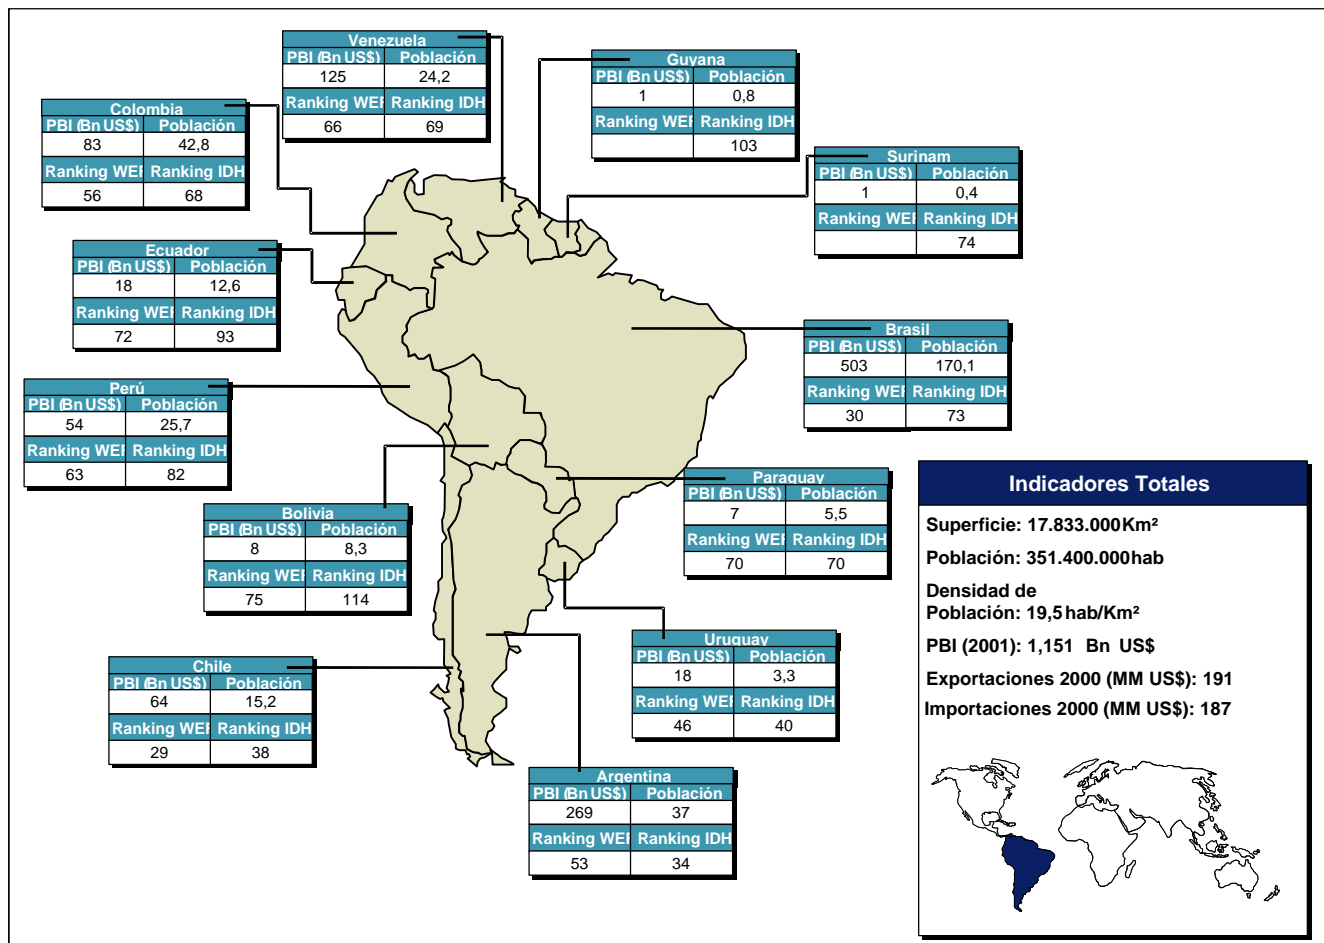 Venezuela
PBI (Bn US$) Población
125 24,2
Ranking WEF Ranking IDH
66 69
Guyana
PBI (Bn US$) Población
1 0,8
Ranking WEF Ranking IDH
103
Colombia
PBI (Bn US$) Población
83 42,8
Ranking WEF Ranking IDH
56 68
Surinam
PBI (Bn US$) Población
1 0,4
Ranking WEF Ranking IDH
74
Ecuador
PBI (Bn US$) Población
18 12,6
Ranking WEF Ranking IDH
72 93
Brasil
PBI (Bn US$) Población
503 170,1
Ranking WEF Ranking IDH
30 73
Perú
PBI (Bn US$) Población
54 25,7
Ranking WEF Ranking IDH
63 82
Paraguay
PBI (Bn US$) Población
7 5,5
Ranking WEF Ranking IDH
70 70
Bolivia
PBI (Bn US$) Población
8 8,3
Ranking WEF Ranking IDH
75 114
Uruguay
PBI (Bn US$) Población
18 3,3
Ranking WEF Ranking IDH
46 40
Chile
PBI (Bn US$) Población
64 15,2
Ranking WEF Ranking IDH
29 38
Argentina
PBI (Bn US$) Población
269 37
Ranking WEF Ranking IDH
53 34
Indicadores Totales
Superficie: 17.833.000 Km²
Población: 351.400.000 hab
Densidad de
Población: 19,5 hab/Km²
PBI (2001): 1,151 Bn US$
Exportaciones 2000 (MM US$): 191
Importaciones 2000 (MM US$): 187